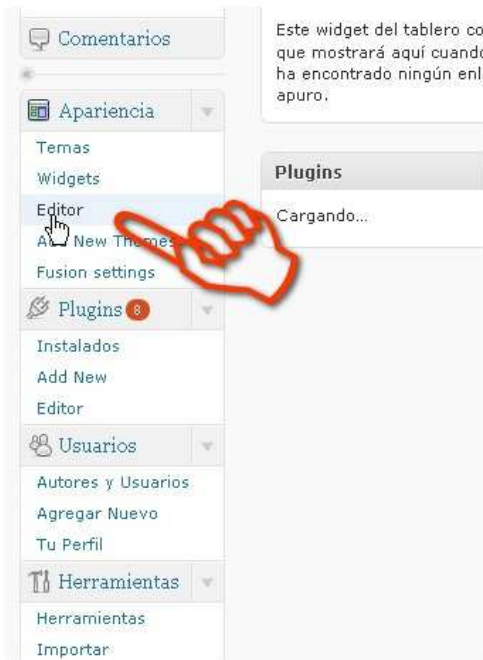 Comentarios
Apariencia
Temas
Widgets
Editor
Add New Themes
Fusion settings
Plugins 8
Instalados
Add New
Editor
Usuarios
Autores y Usuarios
Agregar Nuevo
Tu Perfil
Herramientas
Herramientas
Importar
Este widget del tablero co
que mostrará aquí cuando
ha encontrado ningún enl
apuro.
Plugins
Cargando...